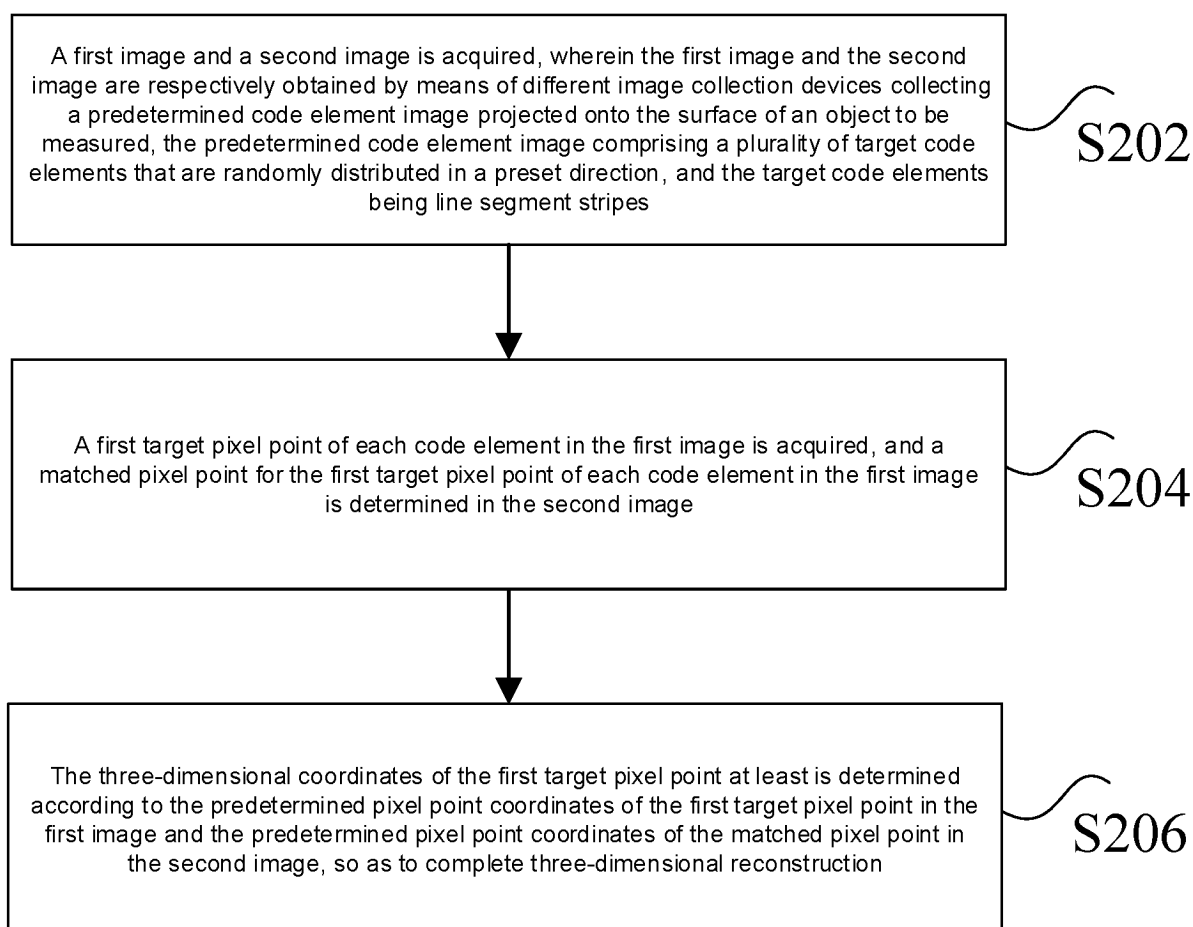 A first image and a second image is acquired, wherein the first image and the second
image are respectively obtained by means of different image collection devices collecting
a predetermined code element image projected onto the surface of an object to be
measured, the predetermined code element image comprising a plurality of target code
elements that are randomly distributed in a preset direction, and the target code elements
being line segment stripes
S202
A first target pixel point of each code element in the first image is acquired, and a
matched pixel point for the first target pixel point of each code element in the first image
is determined in the second image
S204
The three-dimensional coordinates of the first target pixel point at least is determined
according to the predetermined pixel point coordinates of the first target pixel point in the
first image and the predetermined pixel point coordinates of the matched pixel point in
the second image, so as to complete three-dimensional reconstruction
S206